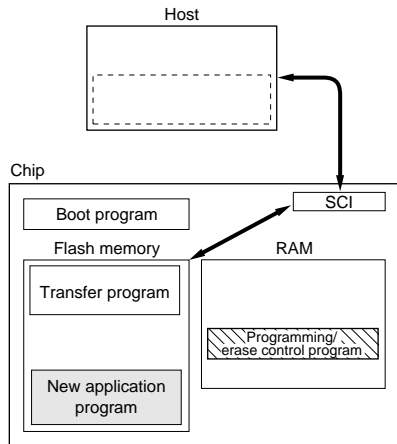 Host
Chip
SCI
Boot program
Flash memory
RAM
Transfer program
Programming/
erase control program
New application
program